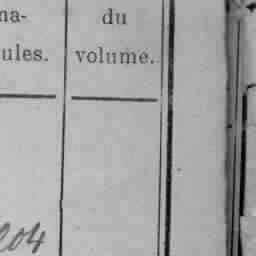 na- du
ules. volume.
204